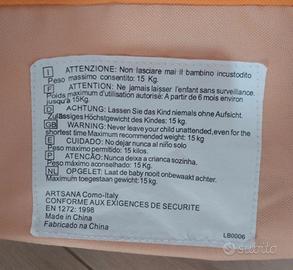 I ATTENZIONE: Non lasciare mai il bambino incustodito
Peso massimo consentito: 15 Kg.
F ATTENTION: Ne jamais laisser l'enfant sans surveillance.
Poids maximum d'utilisation autorisé: A partir de 6 mois environ
jusqu'à 15Kg.
D ACHTUNG: Lassen Sie das Kind niemals ohne Aufsicht.
Zulässiges Höchstgewicht des Kindes: 15 kg.
GB WARNING: Never leave your child unattended, even for the
shortest time Maximum recommended weight: 15 kg
E CUIDADO: No dejar nunca al niño solo
Peso máximo permitido: 15 kilos.
P ATENÇÃO: Nunca deixe a criança sozinha.
Peso máximo aconselhado: 15 Kg.
NL OPGELET: Laat de baby nooit onbewaakt achter.
Maximum toegestaan gewicht: 15 kg
ARTSANA Como-Italy
CONFORME AUX EXIGENCES DE SECURITE
EN 1272: 1998
Made in China
Fabricado na China
LB0006
subito